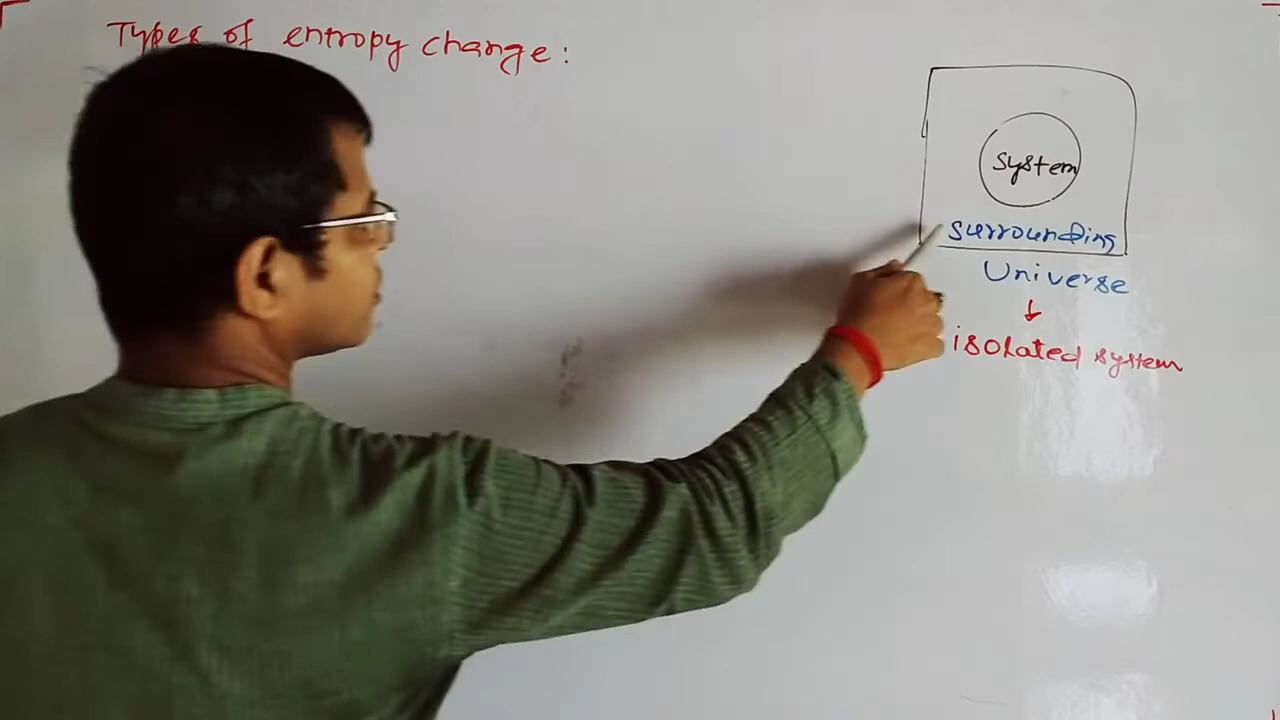 Types of entropy change:
System
Surrounding
Universe
↓
isolated system